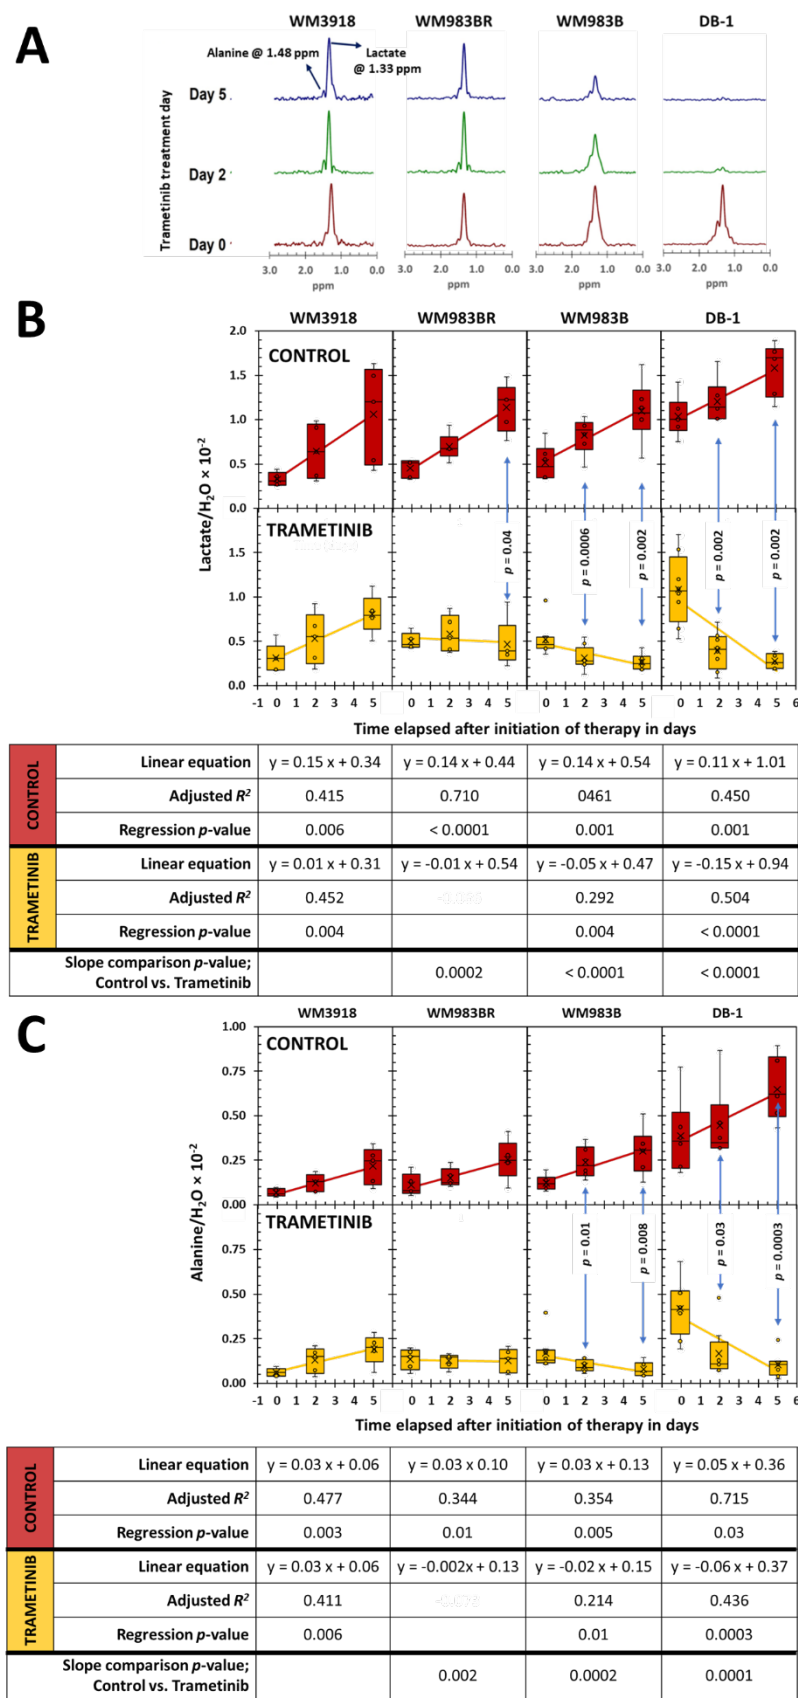 A
WM3918 WM983BR WM983B DB-1
Alanine @ 1.48 ppm
Lactate @ 1.33 ppm
Trametinib treatment day
Day 5
Day 2
Day 0
3.0 2.0 1.0 0.0 3.0 2.0 1.0 0.0 3.0 2.0 1.0 0.0 3.0 2.0 1.0 0.0
ppm ppm ppm ppm
B
WM3918 WM983BR WM983B DB-1
Lactate/H₂O × 10⁻²
2.0
CONTROL
1.5
1.0
0.5
0.0
TRAMETINIB
1.5
1.0
0.5
0.0
p = 0.04
p = 0.0006
p = 0.002
p = 0.002
p = 0.002
-1 0 1 2 3 4 5 0 1 2 3 4 5 0 1 2 3 4 5 0 1 2 3 4 5 6
Time elapsed after initiation of therapy in days
CONTROL
Linear equation y = 0.15 x + 0.34 y = 0.14 x + 0.44 y = 0.14 x + 0.54 y = 0.11 x + 1.01
Adjusted R² 0.415 0.710 0461 0.450
Regression p-value 0.006 < 0.0001 0.001 0.001
TRAMETINIB
Linear equation y = 0.01 x + 0.31 y = -0.01 x + 0.54 y = -0.05 x + 0.47 y = -0.15 x + 0.94
Adjusted R² 0.452 0.292 0.504
Regression p-value 0.004 0.004 < 0.0001
Slope comparison p-value;
Control vs. Trametinib 0.0002 < 0.0001 < 0.0001
C
WM3918 WM983BR WM983B DB-1
Alanine/H₂O × 10⁻²
1.00
CONTROL
0.75
0.50
0.25
0.00
TRAMETINIB
0.75
0.50
0.25
0.00
p = 0.01
p = 0.008
p = 0.03
p = 0.0003
-1 0 1 2 3 4 5 0 1 2 3 4 5 0 1 2 3 4 5 0 1 2 3 4 5 6
Time elapsed after initiation of therapy in days
CONTROL
Linear equation y = 0.03 x + 0.06 y = 0.03 x 0.10 y = 0.03 x + 0.13 y = 0.05 x + 0.36
Adjusted R² 0.477 0.344 0.354 0.715
Regression p-value 0.003 0.01 0.005 0.03
TRAMETINIB
Linear equation y = 0.03 x + 0.06 y = -0.002x + 0.13 y = -0.02 x + 0.15 y = -0.06 x + 0.37
Adjusted R² 0.411 0.214 0.436
Regression p-value 0.006 0.01 0.0003
Slope comparison p-value;
Control vs. Trametinib 0.002 0.0002 0.0001